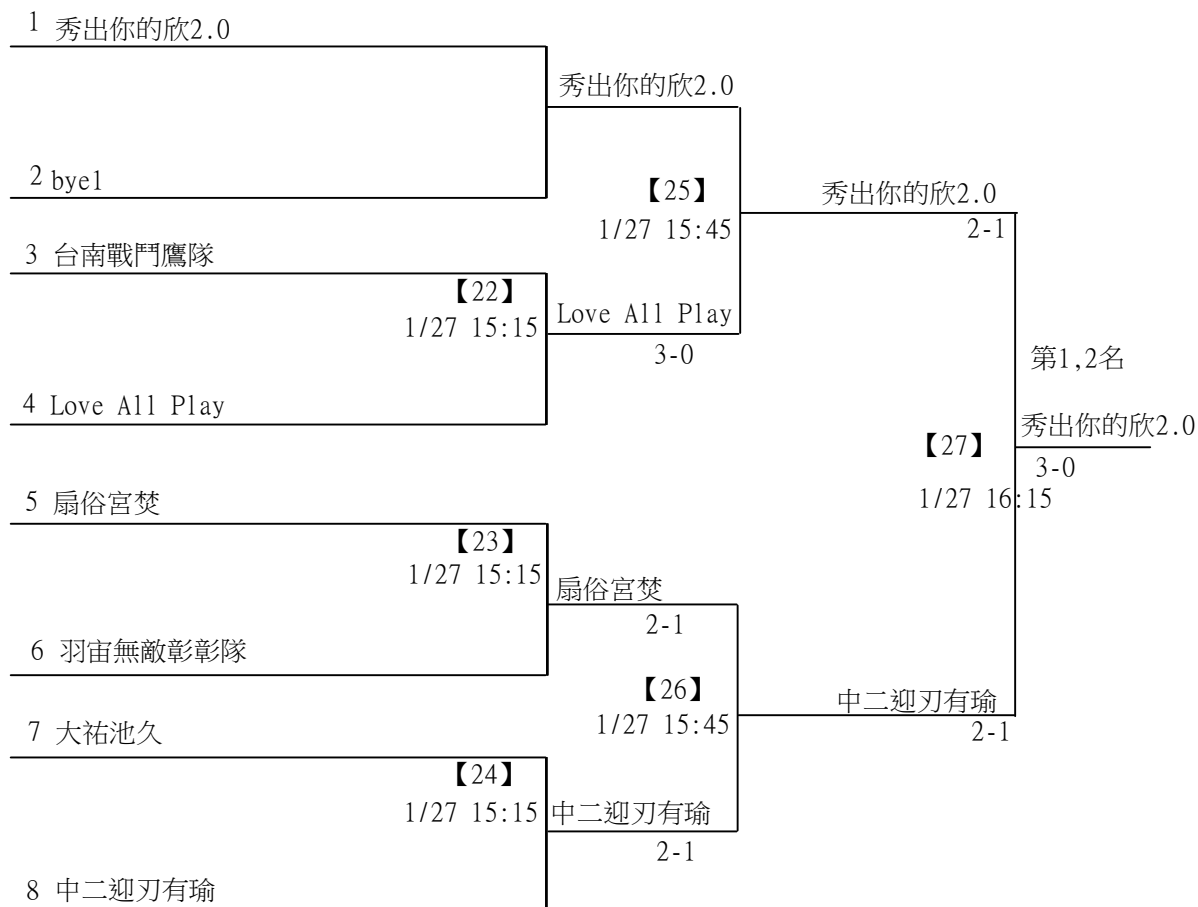 1 秀出你的欣2.0
秀出你的欣2.0
2 bye1
【25】
秀出你的欣2.0
1/27 15:45
2-1
3 台南戰鬥鷹隊
【22】
1/27 15:15
Love All Play
3-0
第1,2名
4 Love All Play
秀出你的欣2.0
【27】
3-0
1/27 16:15
5 扇俗宮焚
【23】
1/27 15:15
扇俗宮焚
2-1
6 羽宙無敵彰彰隊
【26】
中二迎刃有瑜
1/27 15:45
2-1
7 大祐池久
【24】
1/27 15:15
中二迎刃有瑜
2-1
8 中二迎刃有瑜